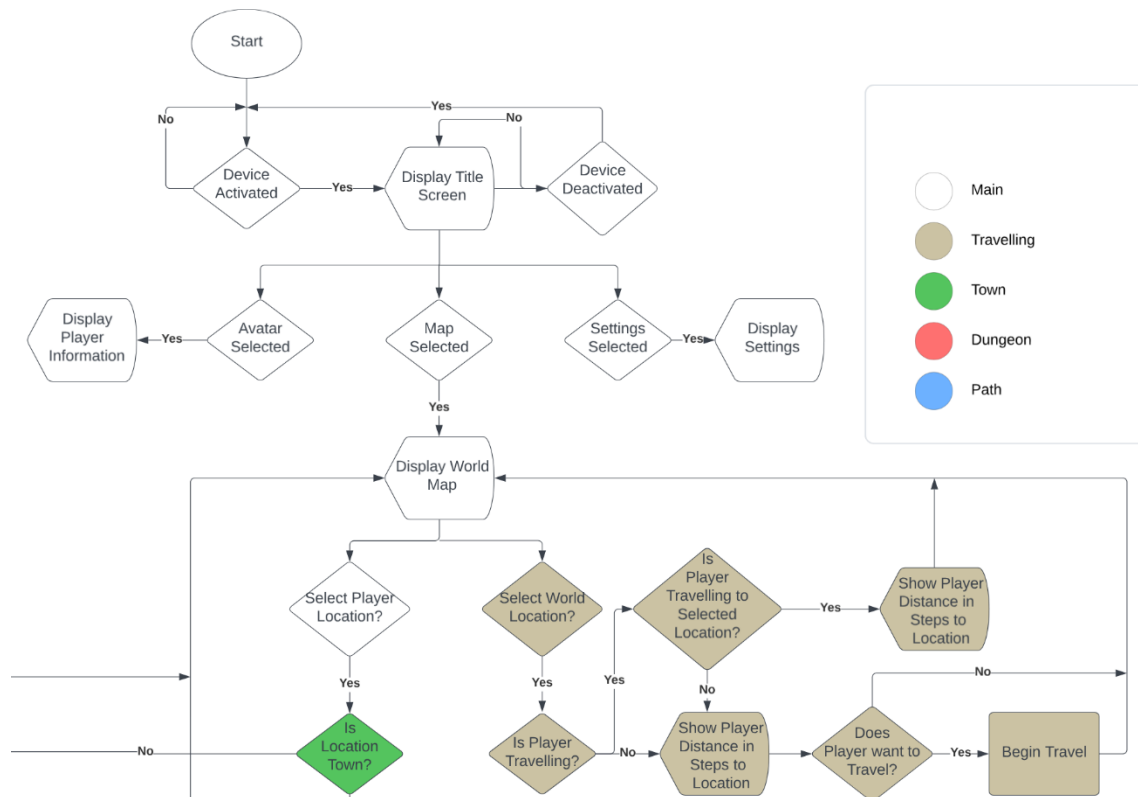 Start
Yes
No
No
Device
Activated
Yes
Display Title
Screen
Device
Deactivated
Main
Travelling
Town
Dungeon
Path
Display
Player
Information
Yes
Avatar
Selected
Map
Selected
Settings
Selected
Yes
Display
Settings
Yes
Display World
Map
Select Player
Location?
Select World
Location?
Is
Player
Travelling to
Selected
Location?
Yes
Show Player
Distance in
Steps to
Location
Yes
Yes
Yes
No
No
No
Is
Location
Town?
Is Player
Travelling?
No
Show Player
Distance in
Steps to
Location
Does
Player want to
Travel?
Yes
Begin Travel